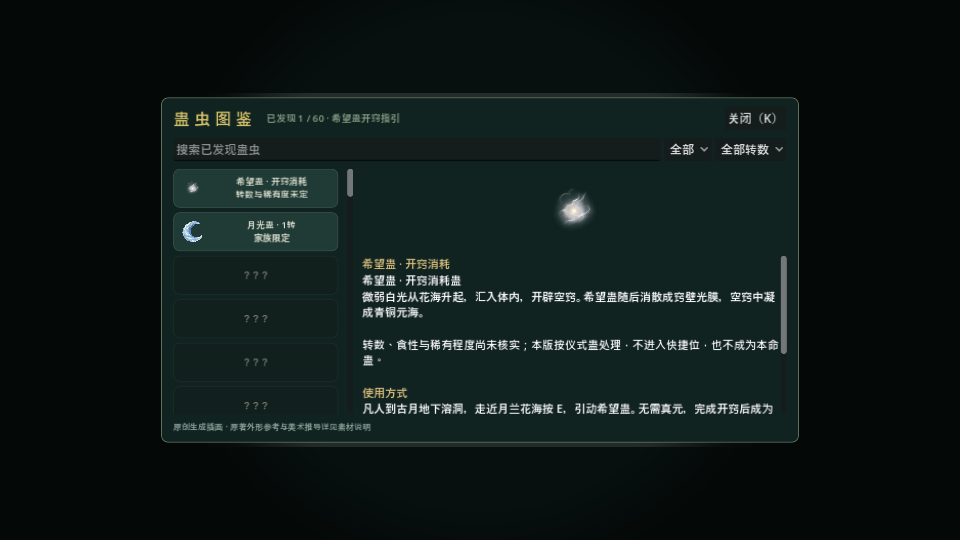 蛊虫图鉴
已发现 1 / 60 · 希望蛊开窍指引
关闭（K）
搜索已发现蛊虫
全部
全部转数
希望蛊 · 开窍消耗
转数与稀有度未定
月光蛊 · 1转
家族限定
? ? ?
? ? ?
? ? ?
? ? ?
希望蛊 · 开窍消耗
希望蛊 · 开窍消耗蛊
微弱白光从花海升起，汇入体内，开辟空窍。希望蛊随后消散成窍壁光膜，空窍中凝
成青铜元海。
转数、食性与稀有程度尚未核实；本版按仪式蛊处理，不进入快捷位，也不成为本命
蛊。
使用方式
凡人到古月地下溶洞，走近月兰花海按 E，引动希望蛊。无需真元，完成开窍后成为
原创生成插画 · 原著外形参考与美术推导详见素材说明